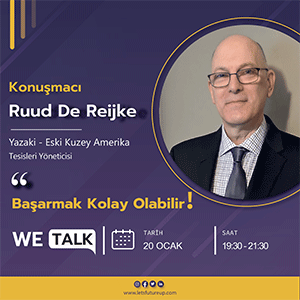 Konuşmacı
Ruud De Reijke
Yazaki - Eski Kuzey Amerika
Tesisleri Yöneticisi
“
Başarmak Kolay Olabilir!
WE TALK
TARİH
20 OCAK
SAAT
19:30 - 21:30
www.letsfutureup.com